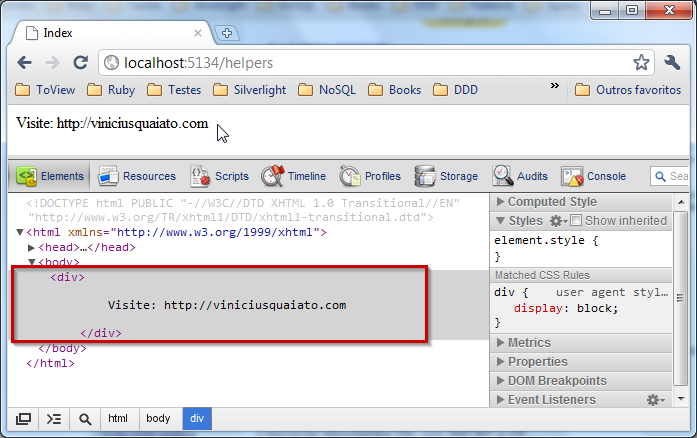 Index
localhost:5134/helpers
ToView Ruby Testes Silverlight NoSQL Books DDD » Outros favoritos
Visite: http://viniciusquaiato.com
Elements Resources Scripts Timeline Profiles Storage Audits Console Sea
<!DOCTYPE html PUBLIC "-//W3C//DTD XHTML 1.0 Transitional//EN"
"http://www.w3.org/TR/xhtml1/DTD/xhtml1-transitional.dtd">
<html xmlns="http://www.w3.org/1999/xhtml">
<head>…</head>
<body>
<div>
Visite: http://viniciusquaiato.com
</div>
</body>
</html>
Computed Style
Styles Show inherited
element.style {
}
Matched CSS Rules
div { user agent styl…
display: block;
}
Metrics
Properties
DOM Breakpoints
Event Listeners
html body div